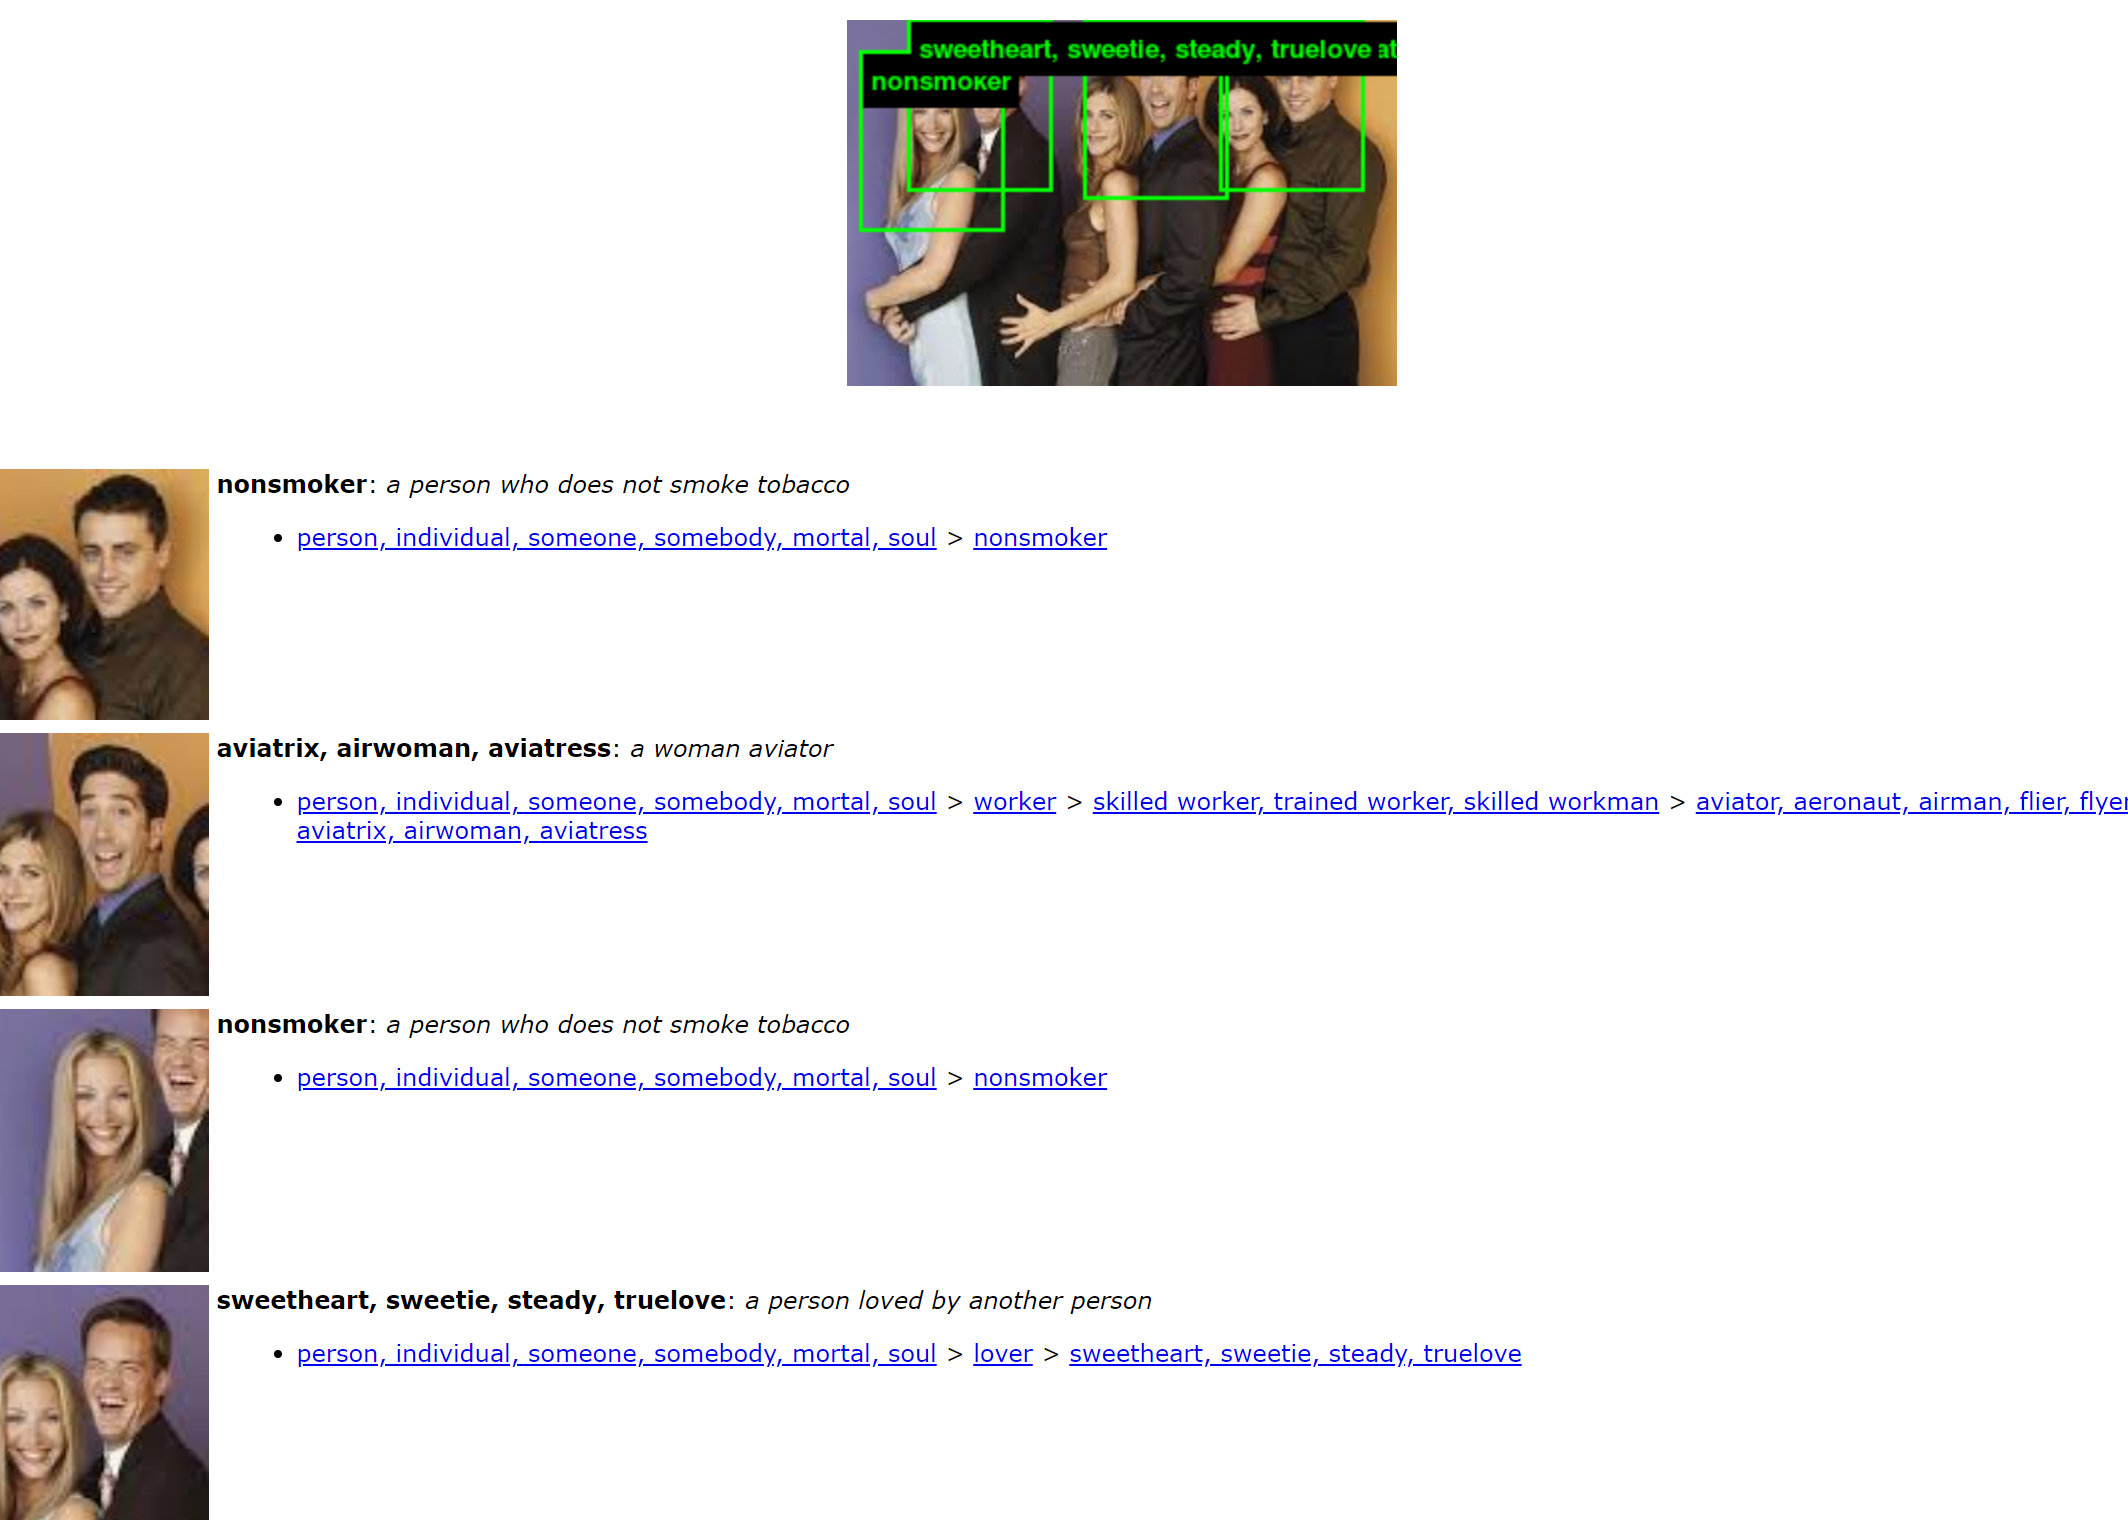 sweetheart, sweetie, steady, truelove at
nonsmoker
nonsmoker: a person who does not smoke tobacco
person, individual, someone, somebody, mortal, soul > nonsmoker
aviatrix, airwoman, aviatress: a woman aviator
person, individual, someone, somebody, mortal, soul > worker > skilled worker, trained worker, skilled workman > aviator, aeronaut, airman, flier, flyer
aviatrix, airwoman, aviatress
nonsmoker: a person who does not smoke tobacco
person, individual, someone, somebody, mortal, soul > nonsmoker
sweetheart, sweetie, steady, truelove: a person loved by another person
person, individual, someone, somebody, mortal, soul > lover > sweetheart, sweetie, steady, truelove